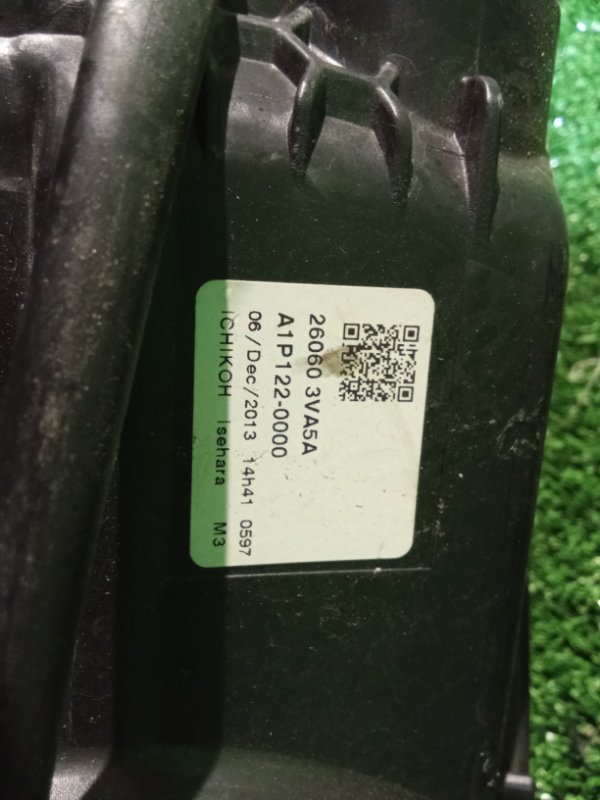 26060 3VA5A
A1P122-0000
06/Dec/2013 14h41 0597
ICHIKOH Isehara M3